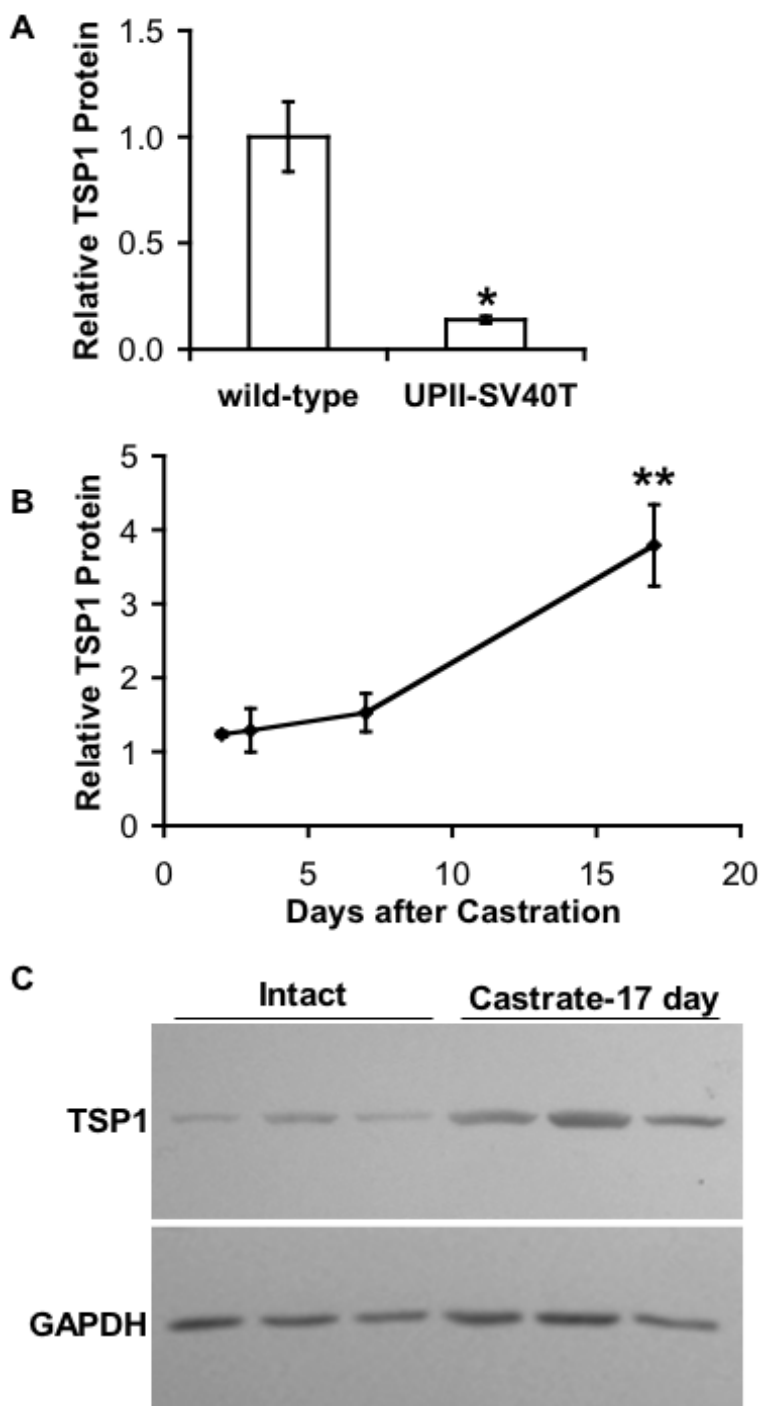 A
Relative TSP1 Protein
1.5
1.0
0.5
0.0
*
wild-type UPII-SV40T
B
Relative TSP1 Protein
5
4
3
2
1
0
**
0 5 10 15 20
Days after Castration
C
Intact Castrate-17 day
TSP1
GAPDH